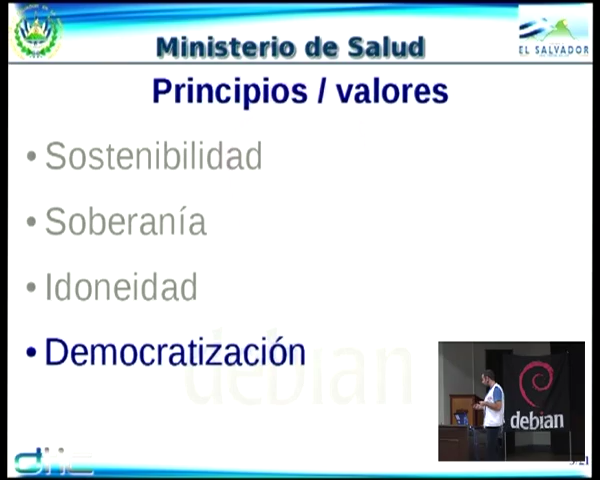 Ministerio de Salud
EL SALVADOR
Principios / valores
• Sostenibilidad
• Soberanía
• Idoneidad
• Democratización
debian
debian